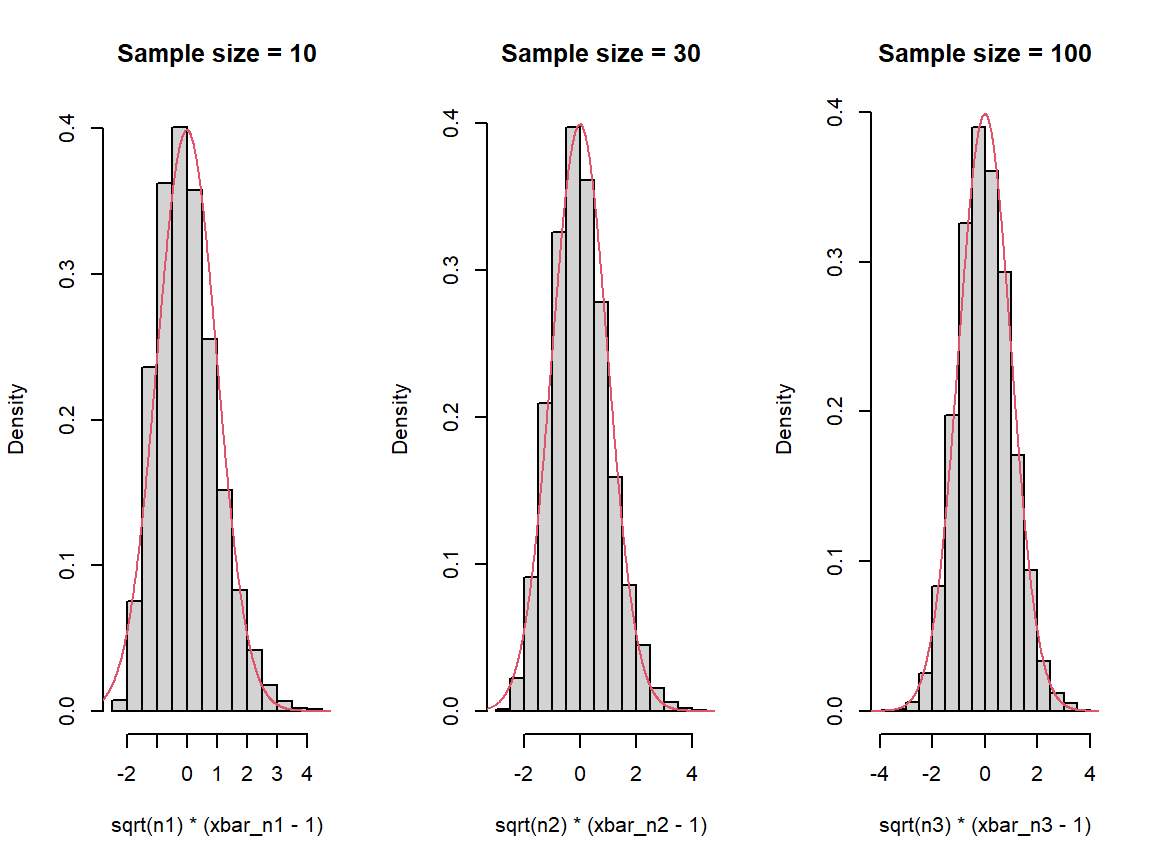 Sample size = 10
Density
0.0 0.1 0.2 0.3 0.4
-2 0 1 2 3 4
sqrt(n1) * (xbar_n1 - 1)
Sample size = 30
Density
0.0 0.1 0.2 0.3 0.4
-2 0 2 4
sqrt(n2) * (xbar_n2 - 1)
Sample size = 100
Density
0.0 0.1 0.2 0.3 0.4
-4 -2 0 2 4
sqrt(n3) * (xbar_n3 - 1)